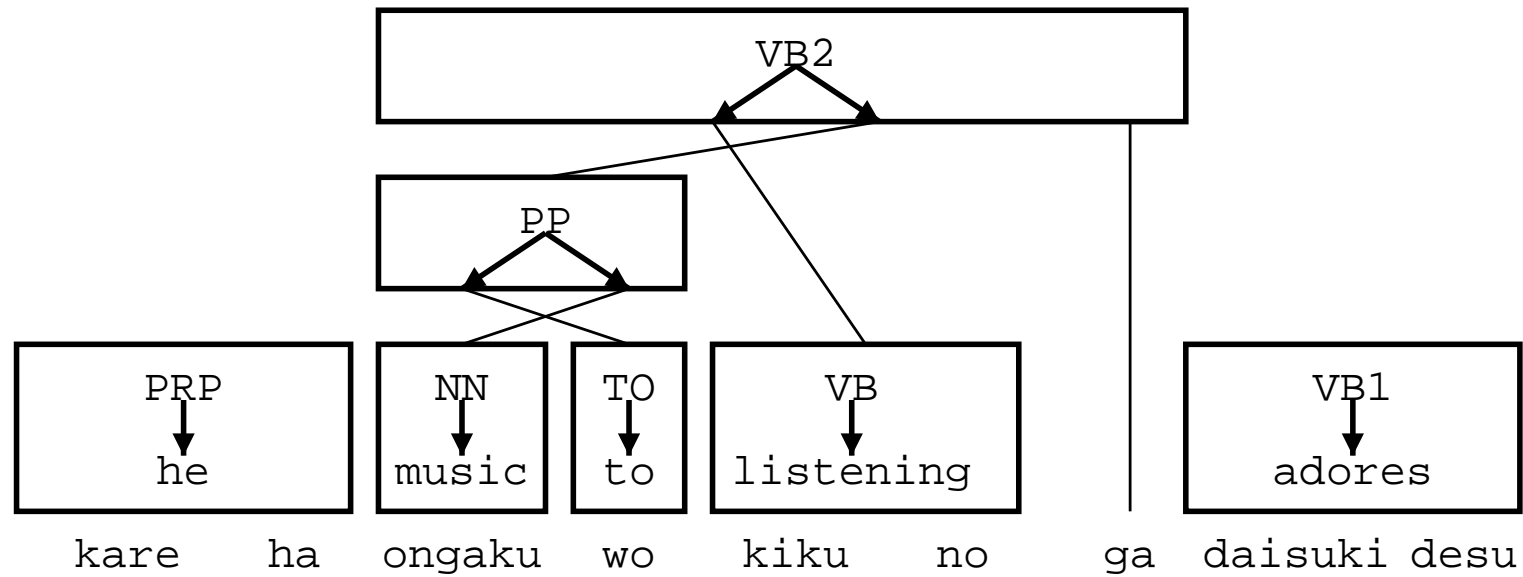 VB2
PP
PRP NN TO VB VB1
he music to listening adores
kare ha ongaku wo kiku no ga daisuki desu